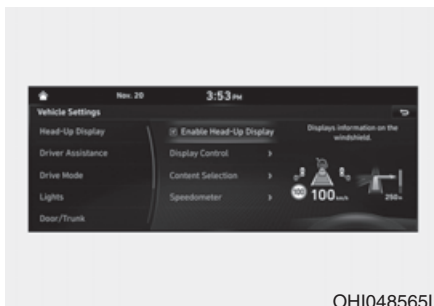 Nov. 20 3:53 PM
Vehicle Settings
Head-Up Display
Enable Head-Up Display
Displays information on the windshield.
Driver Assistance
Display Control
Drive Mode
Content Selection
Lights
Speedometer
100 100 km/h 250 m
Door/Trunk
OHI048565L